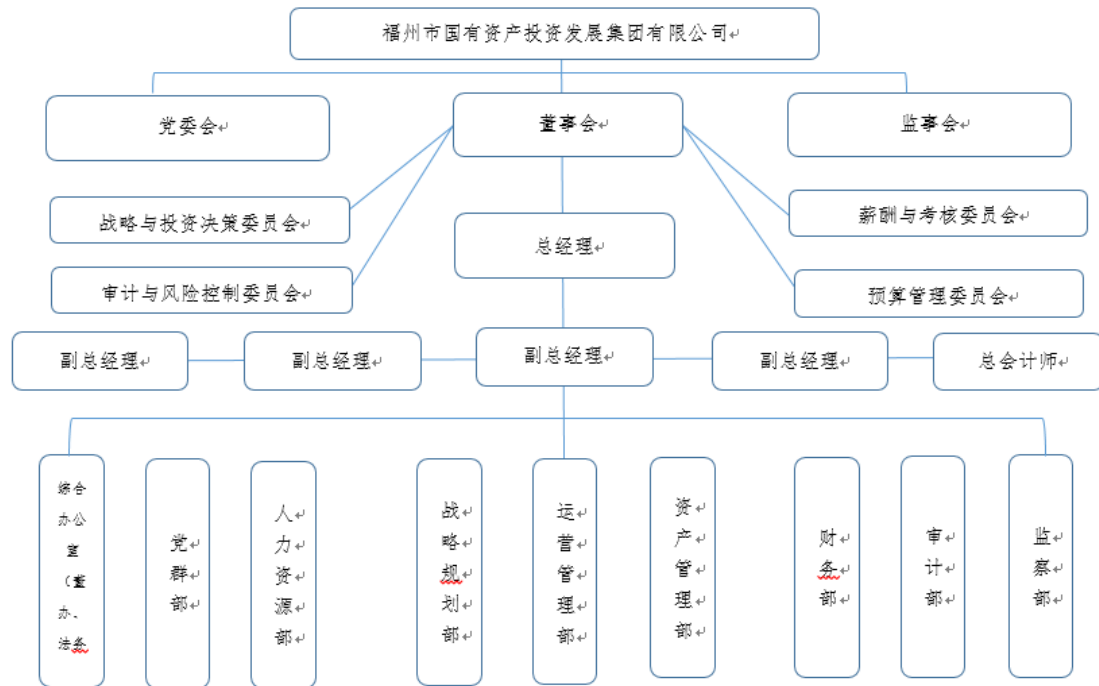 福州市国有资产投资发展集团有限公司
党委会
董事会
监事会
战略与投资决策委员会
薪酬与考核委员会
总经理
审计与风险控制委员会
预算管理委员会
副总经理
副总经理
副总经理
副总经理
总会计师
综合
办公
室
（董
办、
法务
党
群
部
人
力
资
源
部
战
略
规
划
部
运
营
管
理
部
资
产
管
理
部
财
务
部
审
计
部
监
察
部